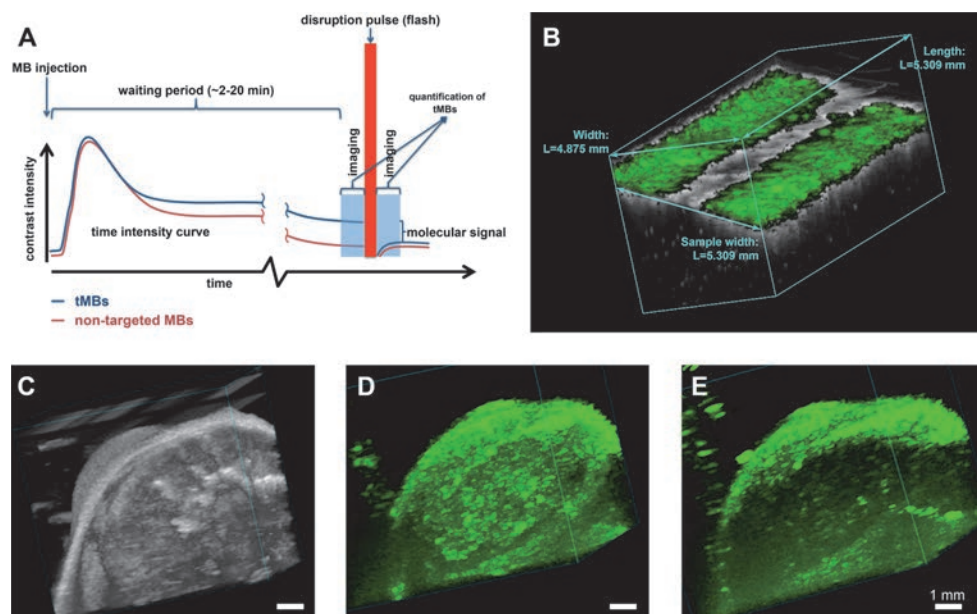 A
disruption pulse (flash)
MB injection
waiting period (~2-20 min)
quantification of
tMBs
imaging
imaging
contrast intensity
time intensity curve
molecular signal
time
tMBs
non-targeted MBs
B
Length:
L=5.309 mm
Width:
L=4.875 mm
Sample width:
L=5.309 mm
C
D
E
1 mm